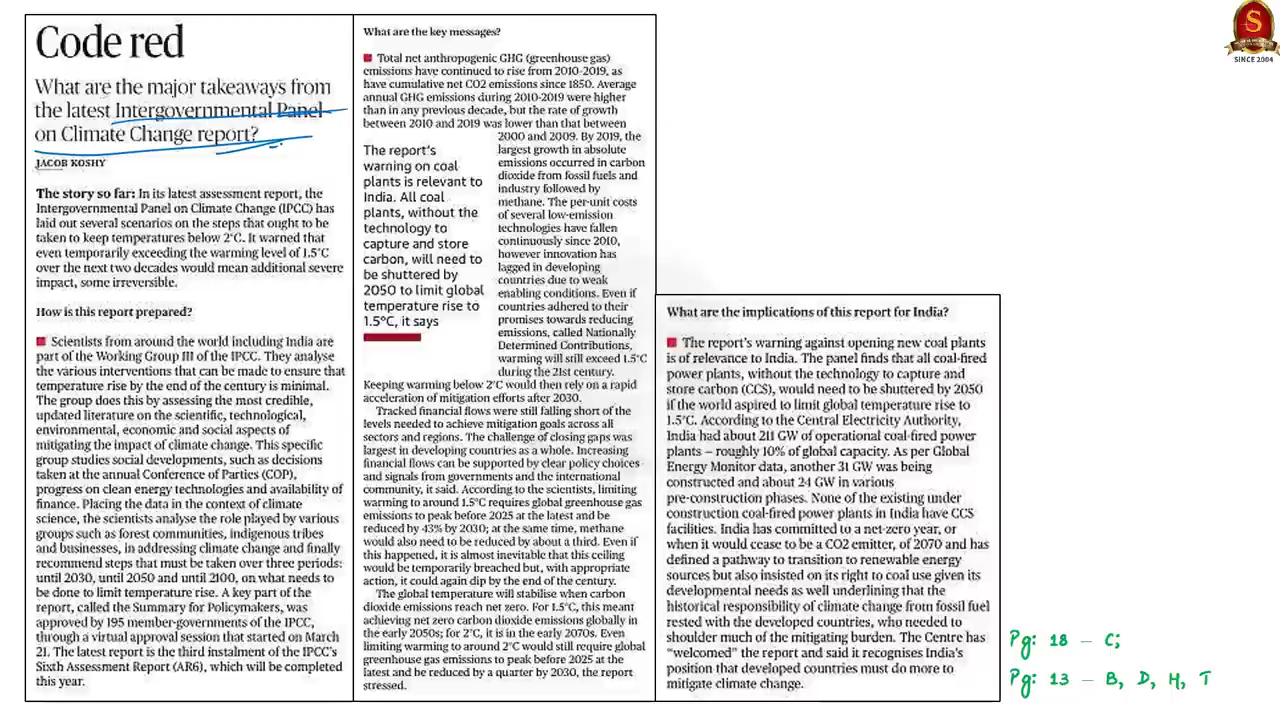 Code red
What are the major takeaways from
the latest Intergovernmental Panel
on Climate Change report?
JACOB KOSHY
The story so far: In its latest assessment report, the
Intergovernmental Panel on Climate Change (IPCC) has
laid out several scenarios on the steps that ought to be
taken to keep temperatures below 2°C. It warned that
even temporarily exceeding the warming level of 1.5°C
over the next two decades would mean additional severe
impact, some irreversible.
How is this report prepared?
Scientists from around the world including India are
part of the Working Group III of the IPCC. They analyse
the various interventions that can be made to ensure that
temperature rise by the end of the century is minimal.
The group does this by assessing the most credible,
updated literature on the scientific, technological,
environmental, economic and social aspects of
mitigating the impact of climate change. This specific
group studies social developments, such as decisions
taken at the annual Conference of Parties (COP),
progress on clean energy technologies and availability of
finance. Placing the data in the context of climate
science, the scientists analyse the role played by various
groups such as forest communities, indigenous tribes
and businesses, in addressing climate change and finally
recommend steps that must be taken over three periods:
until 2030, until 2050 and until 2100, on what needs to
be done to limit temperature rise. A key part of the
report, called the Summary for Policymakers, was
approved by 195 member-governments of the IPCC,
through a virtual approval session that started on March
21. The latest report is the third instalment of the IPCC's
Sixth Assessment Report (AR6), which will be completed
this year.
What are the key messages?
Total net anthropogenic GHG (greenhouse gas)
emissions have continued to rise from 2010-2019, as
have cumulative net CO2 emissions since 1850. Average
annual GHG emissions during 2010-2019 were higher
than in any previous decade, but the rate of growth
between 2010 and 2019 was lower than that between
2000 and 2009. By 2019, the
largest growth in absolute
emissions occurred in carbon
dioxide from fossil fuels and
industry followed by
methane. The per-unit costs
of several low-emission
technologies have fallen
continuously since 2010,
however innovation has
lagged in developing
countries due to weak
enabling conditions. Even if
countries adhered to their
promises towards reducing
emissions, called Nationally
Determined Contributions,
warming will still exceed 1.5°C
during the 21st century.
The report's
warning on coal
plants is relevant to
India. All coal
plants, without the
technology to
capture and store
carbon, will need to
be shuttered by
2050 to limit global
temperature rise to
1.5°C, it says
Keeping warming below 2°C would then rely on a rapid
acceleration of mitigation efforts after 2030.
Tracked financial flows were still falling short of the
levels needed to achieve mitigation goals across all
sectors and regions. The challenge of closing gaps was
largest in developing countries as a whole. Increasing
financial flows can be supported by clear policy choices
and signals from governments and the international
community, it said. According to the scientists, limiting
warming to around 1.5°C requires global greenhouse gas
emissions to peak before 2025 at the latest and be
reduced by 43% by 2030; at the same time, methane
would also need to be reduced by about a third. Even if
this happened, it is almost inevitable that this ceiling
would be temporarily breached but, with appropriate
action, it could again dip by the end of the century.
The global temperature will stabilise when carbon
dioxide emissions reach net zero. For 1.5°C, this meant
achieving net zero carbon dioxide emissions globally in
the early 2050s; for 2°C, it is in the early 2070s. Even
limiting warming to around 2°C would still require global
greenhouse gas emissions to peak before 2025 at the
latest and be reduced by a quarter by 2030, the report
stressed.
What are the implications of this report for India?
The report's warning against opening new coal plants
is of relevance to India. The panel finds that all coal-fired
power plants, without the technology to capture and
store carbon (CCS), would need to be shuttered by 2050
if the world aspired to limit global temperature rise to
1.5°C. According to the Central Electricity Authority,
India had about 211 GW of operational coal-fired power
plants – roughly 10% of global capacity. As per Global
Energy Monitor data, another 31 GW was being
constructed and about 24 GW in various
pre-construction phases. None of the existing under
construction coal-fired power plants in India have CCS
facilities. India has committed to a net-zero year, or
when it would cease to be a CO2 emitter, of 2070 and has
defined a pathway to transition to renewable energy
sources but also insisted on its right to coal use given its
developmental needs as well underlining that the
historical responsibility of climate change from fossil fuel
rested with the developed countries, who needed to
shoulder much of the mitigating burden. The Centre has
“welcomed” the report and said it recognises India's
position that developed countries must do more to
mitigate climate change.
S
SINCE 2004
Pg: 18 - C;
Pg: 13 - B, D, H, T